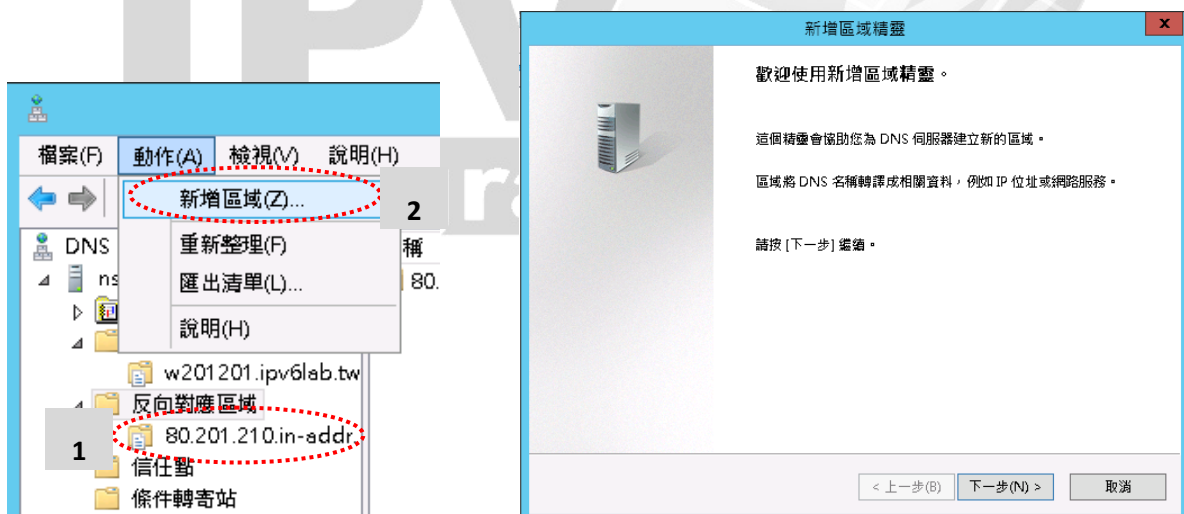 檔案(F) 動作(A) 檢視(V) 說明(H)
新增區域(Z)...
2
重新整理(F)
匯出清單(L)...
說明(H)
DNS
稱
ns
80.
w201201.ipv6lab.tw
反向對應區域
80.201.210.in-addr
1
信任點
條件轉寄站
新增區域精靈
x
歡迎使用新增區域精靈。
這個精靈會協助您為 DNS 伺服器建立新的區域。
區域將 DNS 名稱轉譯成相關資料，例如 IP 位址或網路服務。
請按 [下一步] 繼續。
< 上一步(B) 下一步(N) > 取消